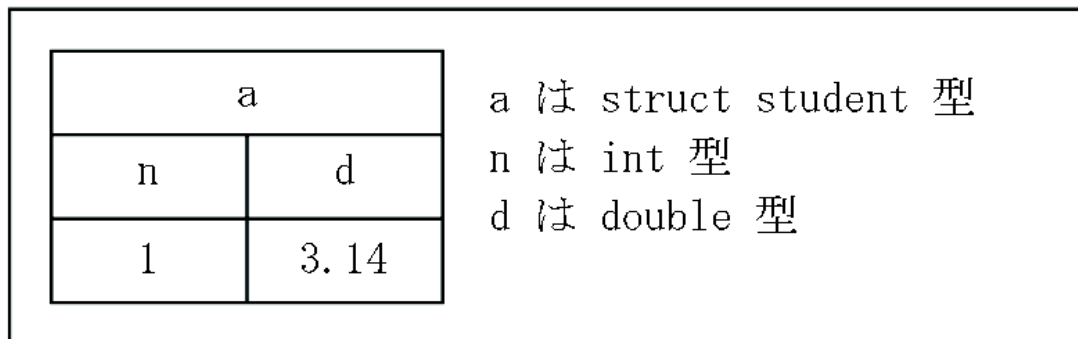 a
n d
1 3.14
a は struct student 型
n は int 型
d は double 型